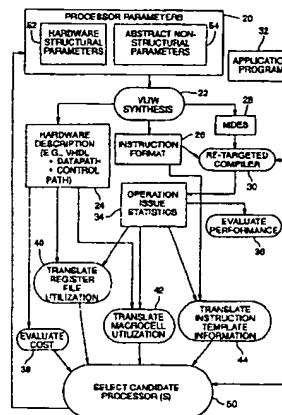 PROCESSOR PARAMETERS
20
52
HARDWARE
STRUCTURAL
PARAMETERS
54
ABSTRACT NON-
STRUCTURAL
PARAMETERS
32
APPLICATION
PROGRAM
VLIW
SYNTHESIS
22
28
MDES
HARDWARE
DESCRIPTION
(E.G., VHDL
• DATAPATH
• CONTROL
PATH)
24
INSTRUCTION
FORMAT
26
RE-TARGETED
COMPILER
30
OPERATION
ISSUE
STATISTICS
34
EVALUATE
PERFORMANCE
36
40
TRANSLATE
REGISTER
FILE
UTILIZATION
42
TRANSLATE
MACROCELL
UTILIZATION
TRANSLATE
INSTRUCTION
TEMPLATE
INFORMATION
44
EVALUATE
COST
38
SELECT CANDIDATE
PROCESSOR (S)
50